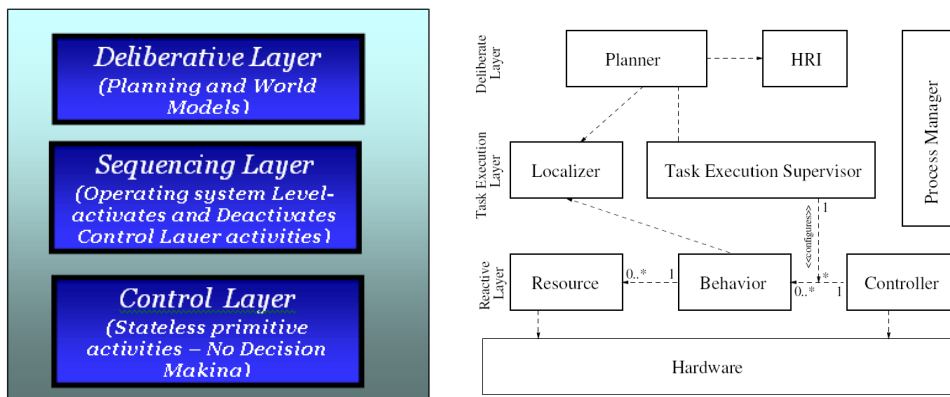 Deliberative Layer
(Planning and World
Models)
Sequencing Layer
(Operating system Level-
activates and Deactivates
Control Lauer activities)
Control Layer
(Stateless primitive
activities – No Decision
Makina)
Deliberate
Layer
Planner
HRI
Process Manager
Task Execution
Layer
Localizer
Task Execution Supervisor
<<configures>>
1
*
Reactive
Layer
Resource
0..*
1
Behavior
0..*
1
Controller
Hardware